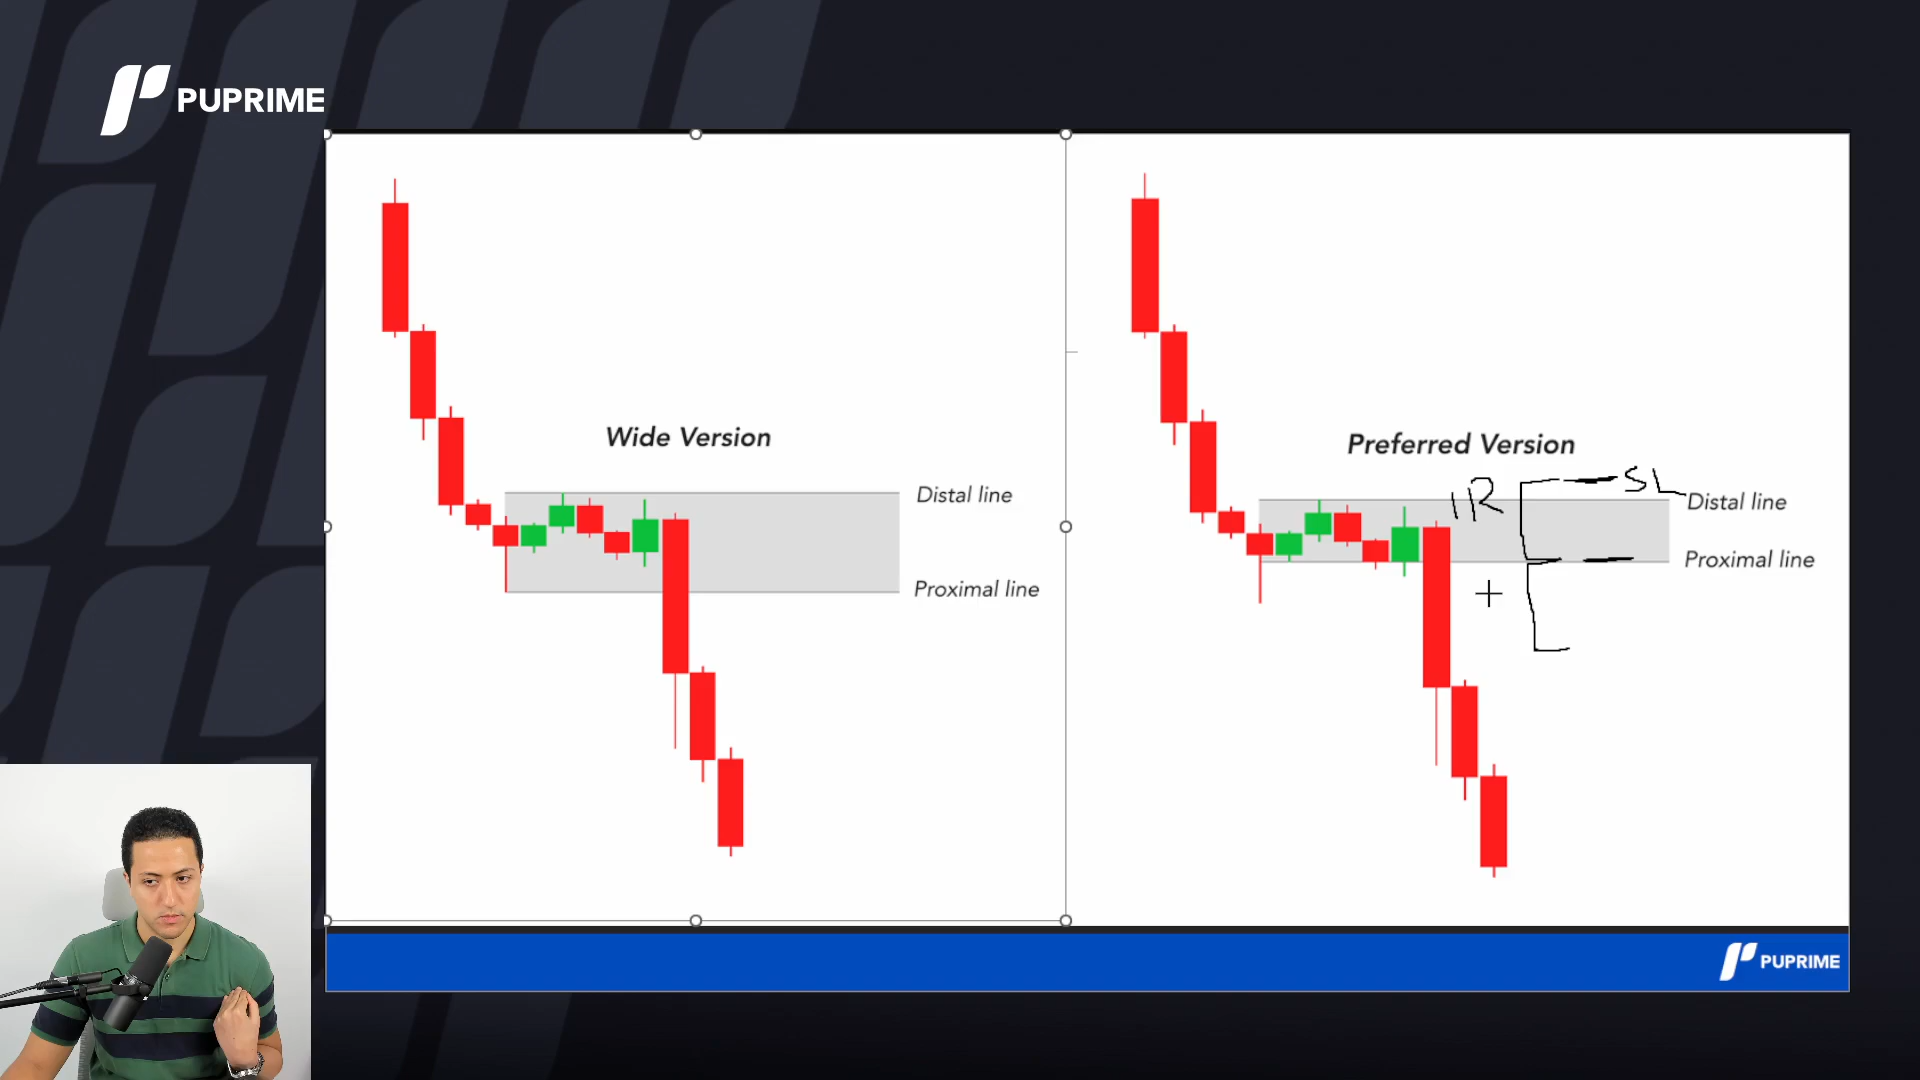 PUPRIME
Wide Version
Distal line
Proximal line
Preferred Version
1R
SL
Distal line
Proximal line
PUPRIME